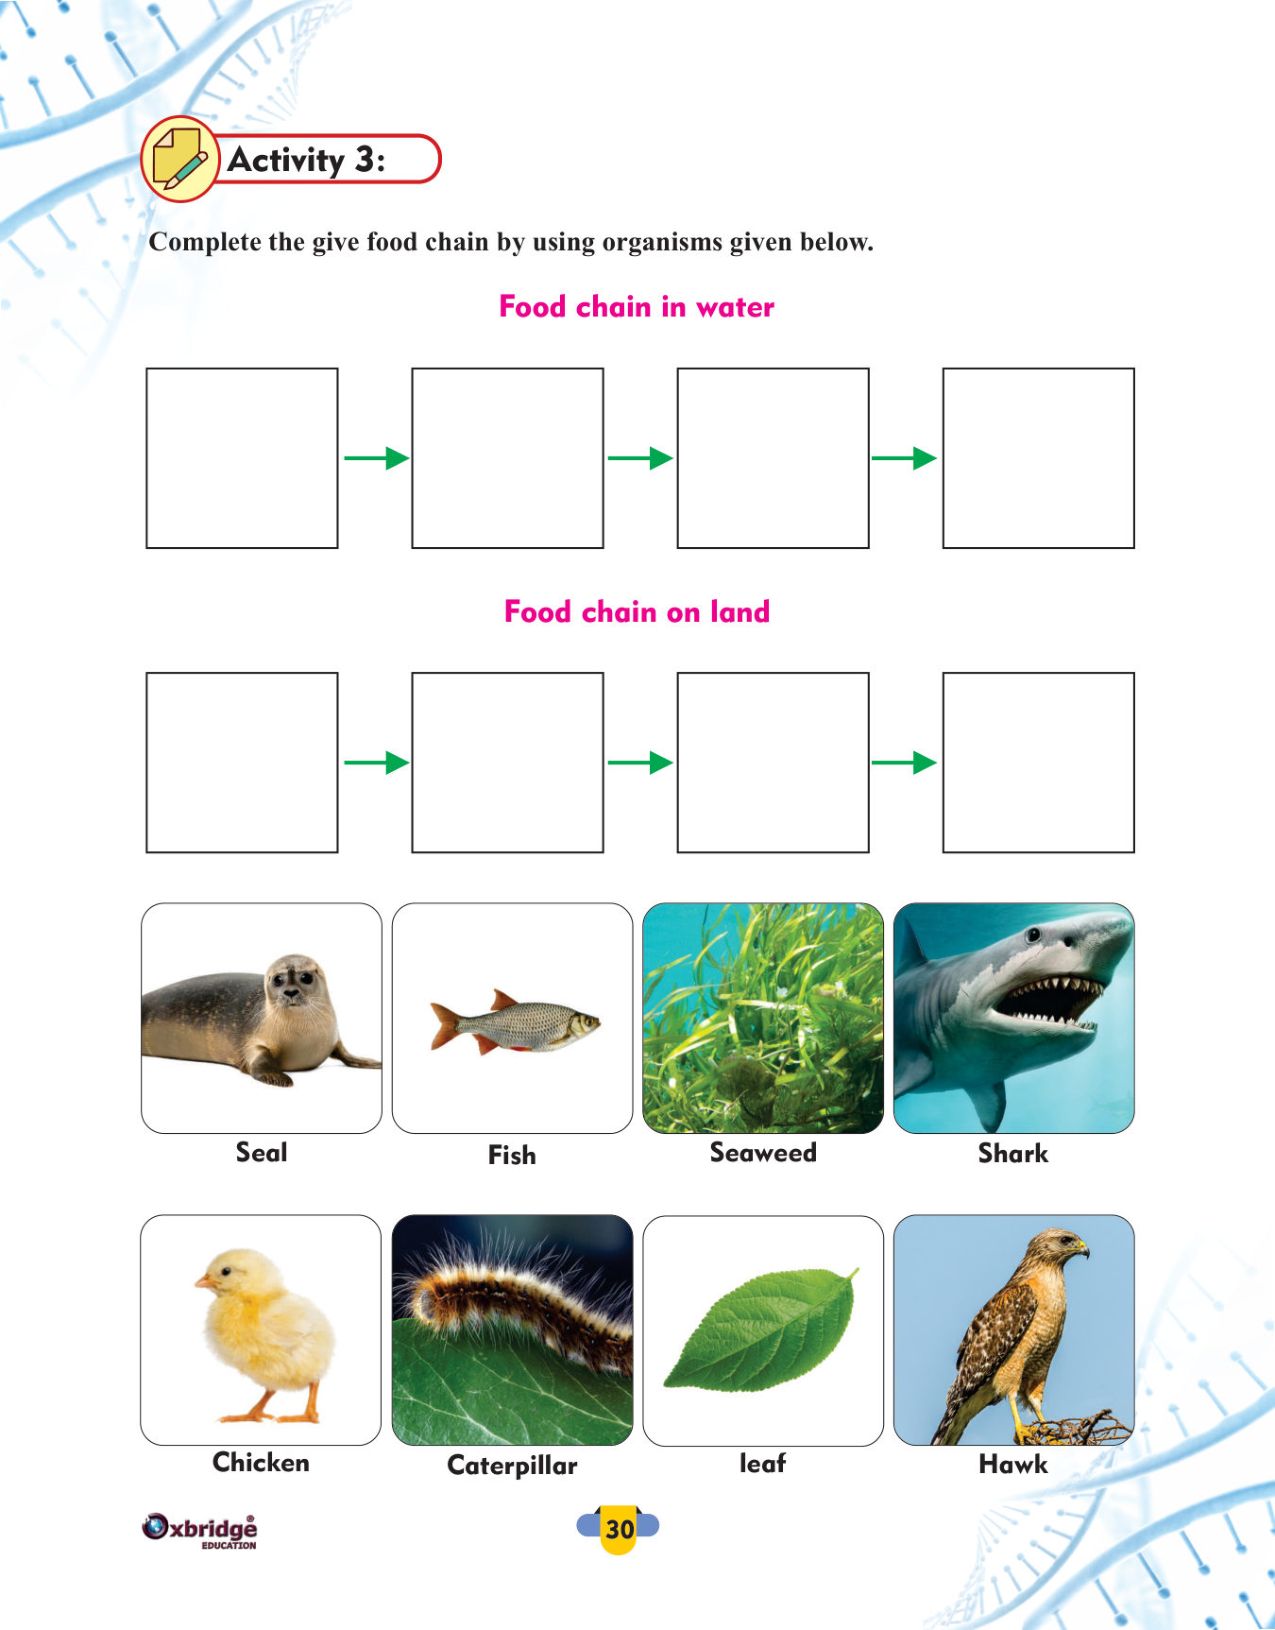 Activity 3:
Complete the give food chain by using organisms given below.
Food chain in water
Food chain on land
Seal
Fish
Seaweed
Shark
Chicken
Caterpillar
leaf
Hawk
Oxbridge®
EDUCATION
30